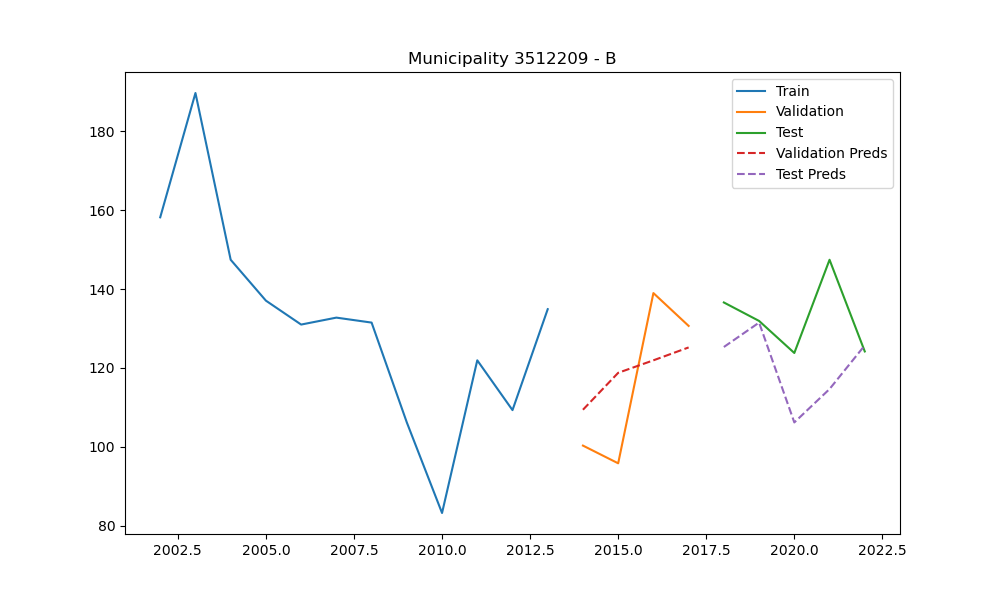 Municipality 3512209 - B
Train
Validation
Test
Validation Preds
Test Preds
180
160
140
120
100
80
2002.5 2005.0 2007.5 2010.0 2012.5 2015.0 2017.5 2020.0 2022.5